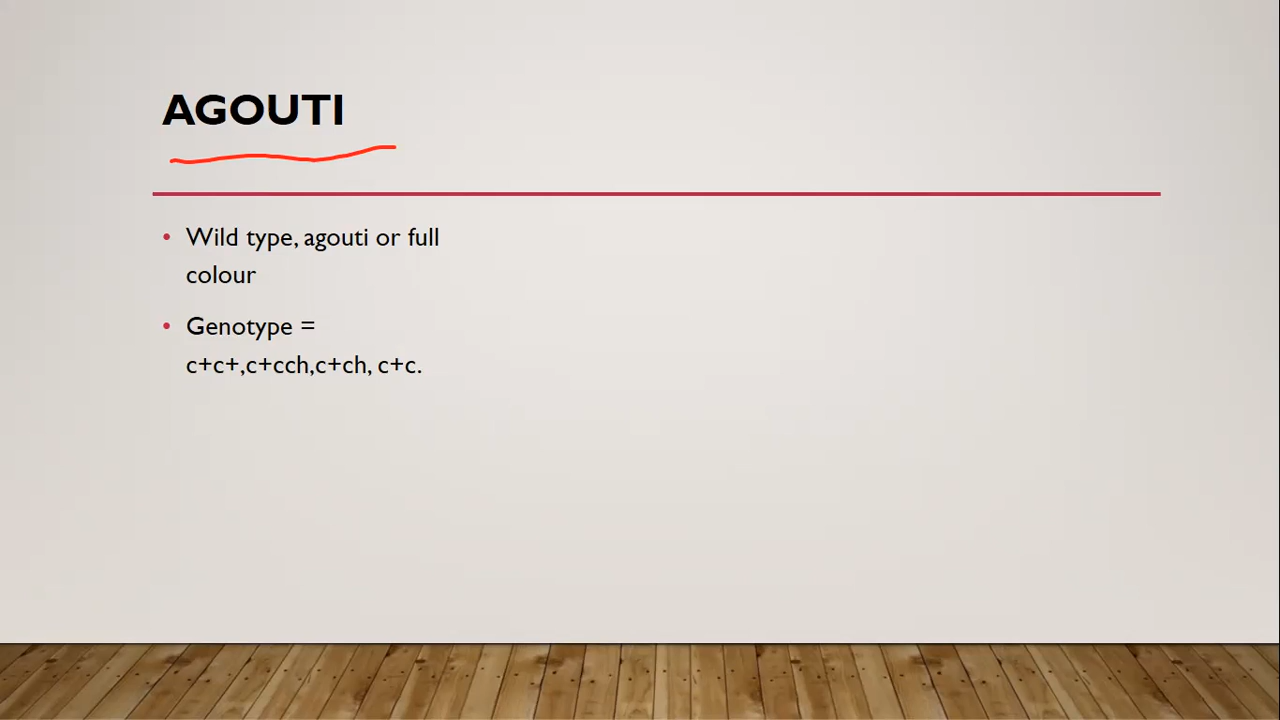 AGOUTI
• Wild type, agouti or full
colour
• Genotype =
c+c+,c+cch,c+ch, c+c.